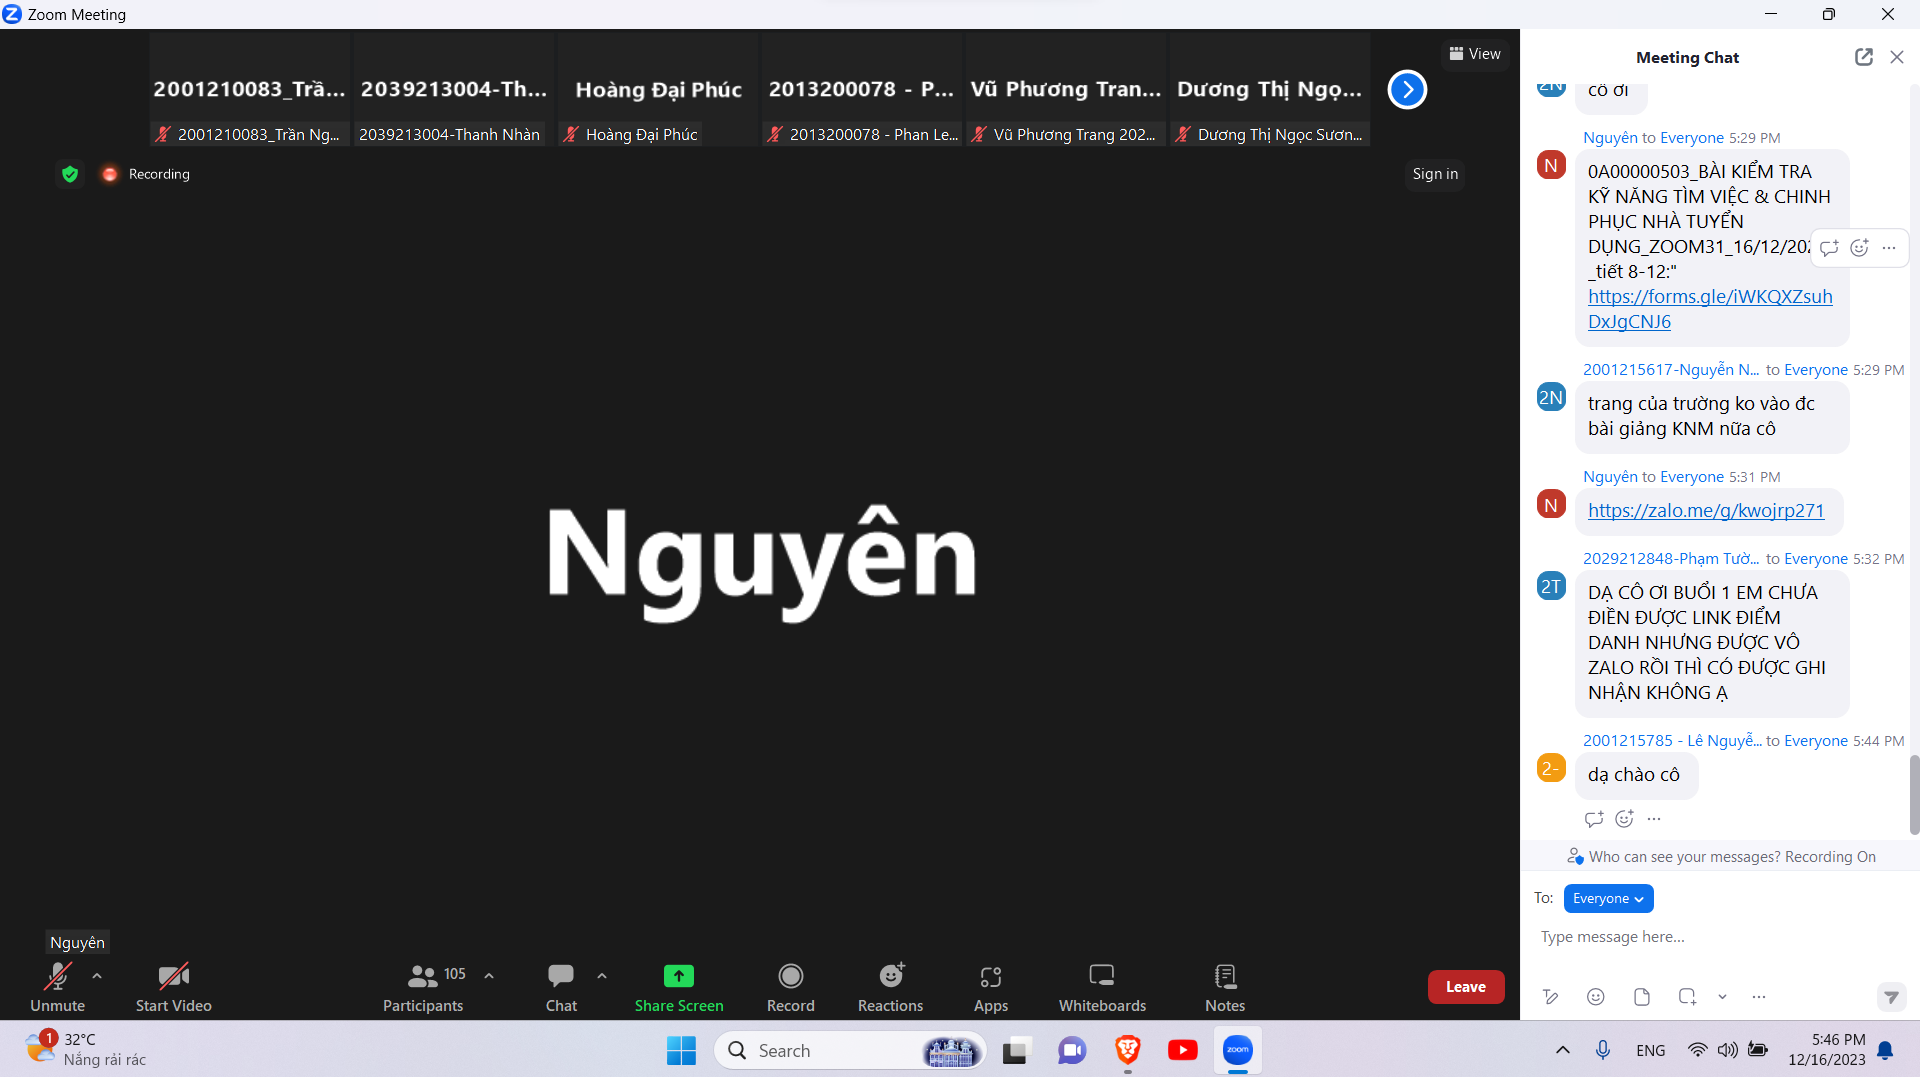 Zoom Meeting
2001210083_Trầ...
2039213004-Th...
Hoàng Đại Phúc
2013200078 - P...
Vũ Phương Tran...
Dương Thị Ngọ...
2001210083_Trần Ng...
2039213004-Thanh Nhàn
Hoàng Đại Phúc
2013200078 - Phan Le...
Vũ Phương Trang 202...
Dương Thị Ngọc Sươn...
View
Recording
Sign in
Nguyên
Nguyên
Unmute
Start Video
105
Participants
Chat
Share Screen
Record
Reactions
Apps
Whiteboards
Notes
Leave
Meeting Chat
2N
cô ơi
Nguyên to Everyone 5:29 PM
N
0A00000503_BÀI KIỂM TRA
KỸ NĂNG TÌM VIỆC & CHINH
PHỤC NHÀ TUYỂN
DỤNG_ZOOM31_16/12/202
_tiết 8-12:"
https://forms.gle/iWKQXZsuh
DxJgCNJ6
2001215617-Nguyễn N... to Everyone 5:29 PM
2N
trang của trường ko vào đc
bài giảng KNM nữa cô
Nguyên to Everyone 5:31 PM
N
https://zalo.me/g/kwojrp271
2029212848-Phạm Tườ... to Everyone 5:32 PM
2T
DẠ CÔ ƠI BUỔI 1 EM CHƯA
ĐIỀN ĐƯỢC LINK ĐIỂM
DANH NHƯNG ĐƯỢC VÔ
ZALO RỒI THÌ CÓ ĐƯỢC GHI
NHẬN KHÔNG Ạ
2001215785 - Lê Nguyễ... to Everyone 5:44 PM
2-
dạ chào cô
Who can see your messages? Recording On
To: Everyone
Type message here...
1
32°C
Nắng rải rác
Search
zoom
ENG
5:46 PM
12/16/2023